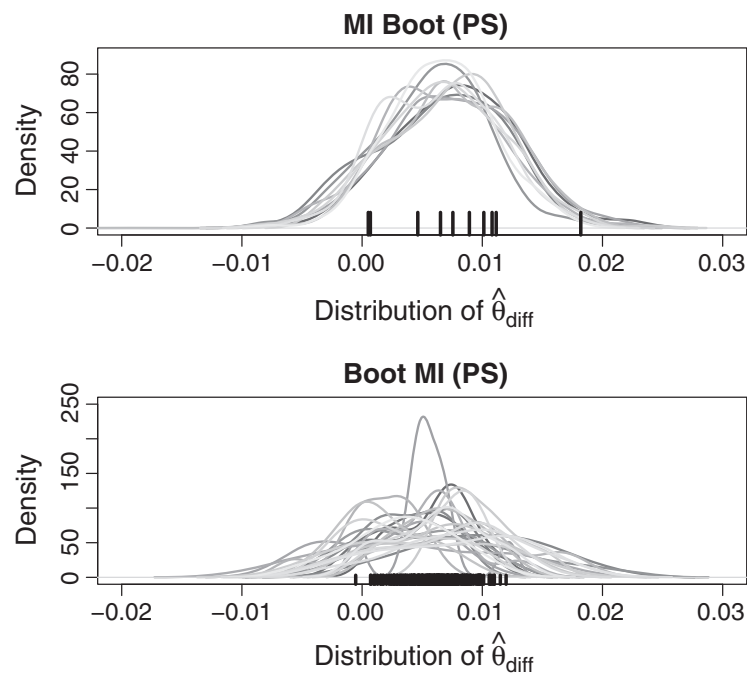 MI Boot (PS)
Density
80
60
40
20
0
−0.02 −0.01 0.00 0.01 0.02 0.03
Distribution of θ̂diff
Boot MI (PS)
Density
250
150
50
0
−0.02 −0.01 0.00 0.01 0.02 0.03
Distribution of θ̂diff